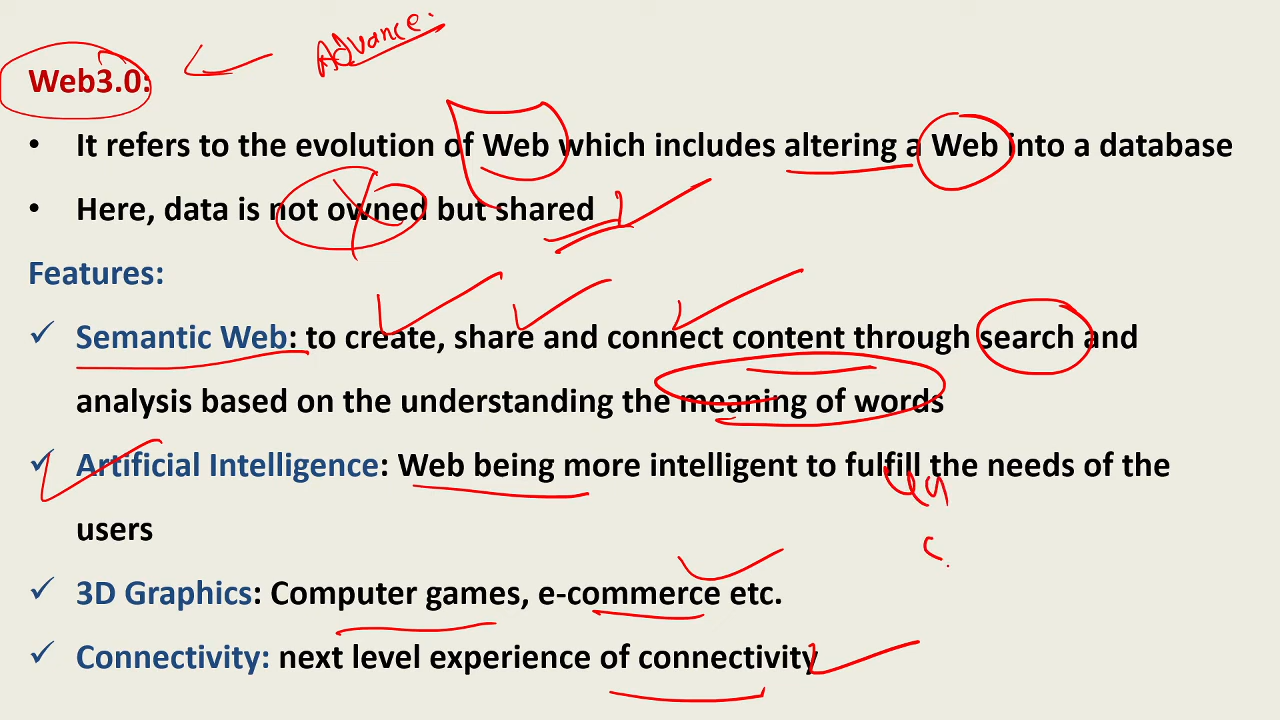 Web3.0: Advance.
• It refers to the evolution of Web which includes altering a Web into a database
• Here, data is not owned but shared
Features:
✓ Semantic Web: to create, share and connect content through search and
analysis based on the understanding the meaning of words
✓ Artificial Intelligence: Web being more intelligent to fulfill the needs of the
users
✓ 3D Graphics: Computer games, e-commerce etc.
✓ Connectivity: next level experience of connectivity